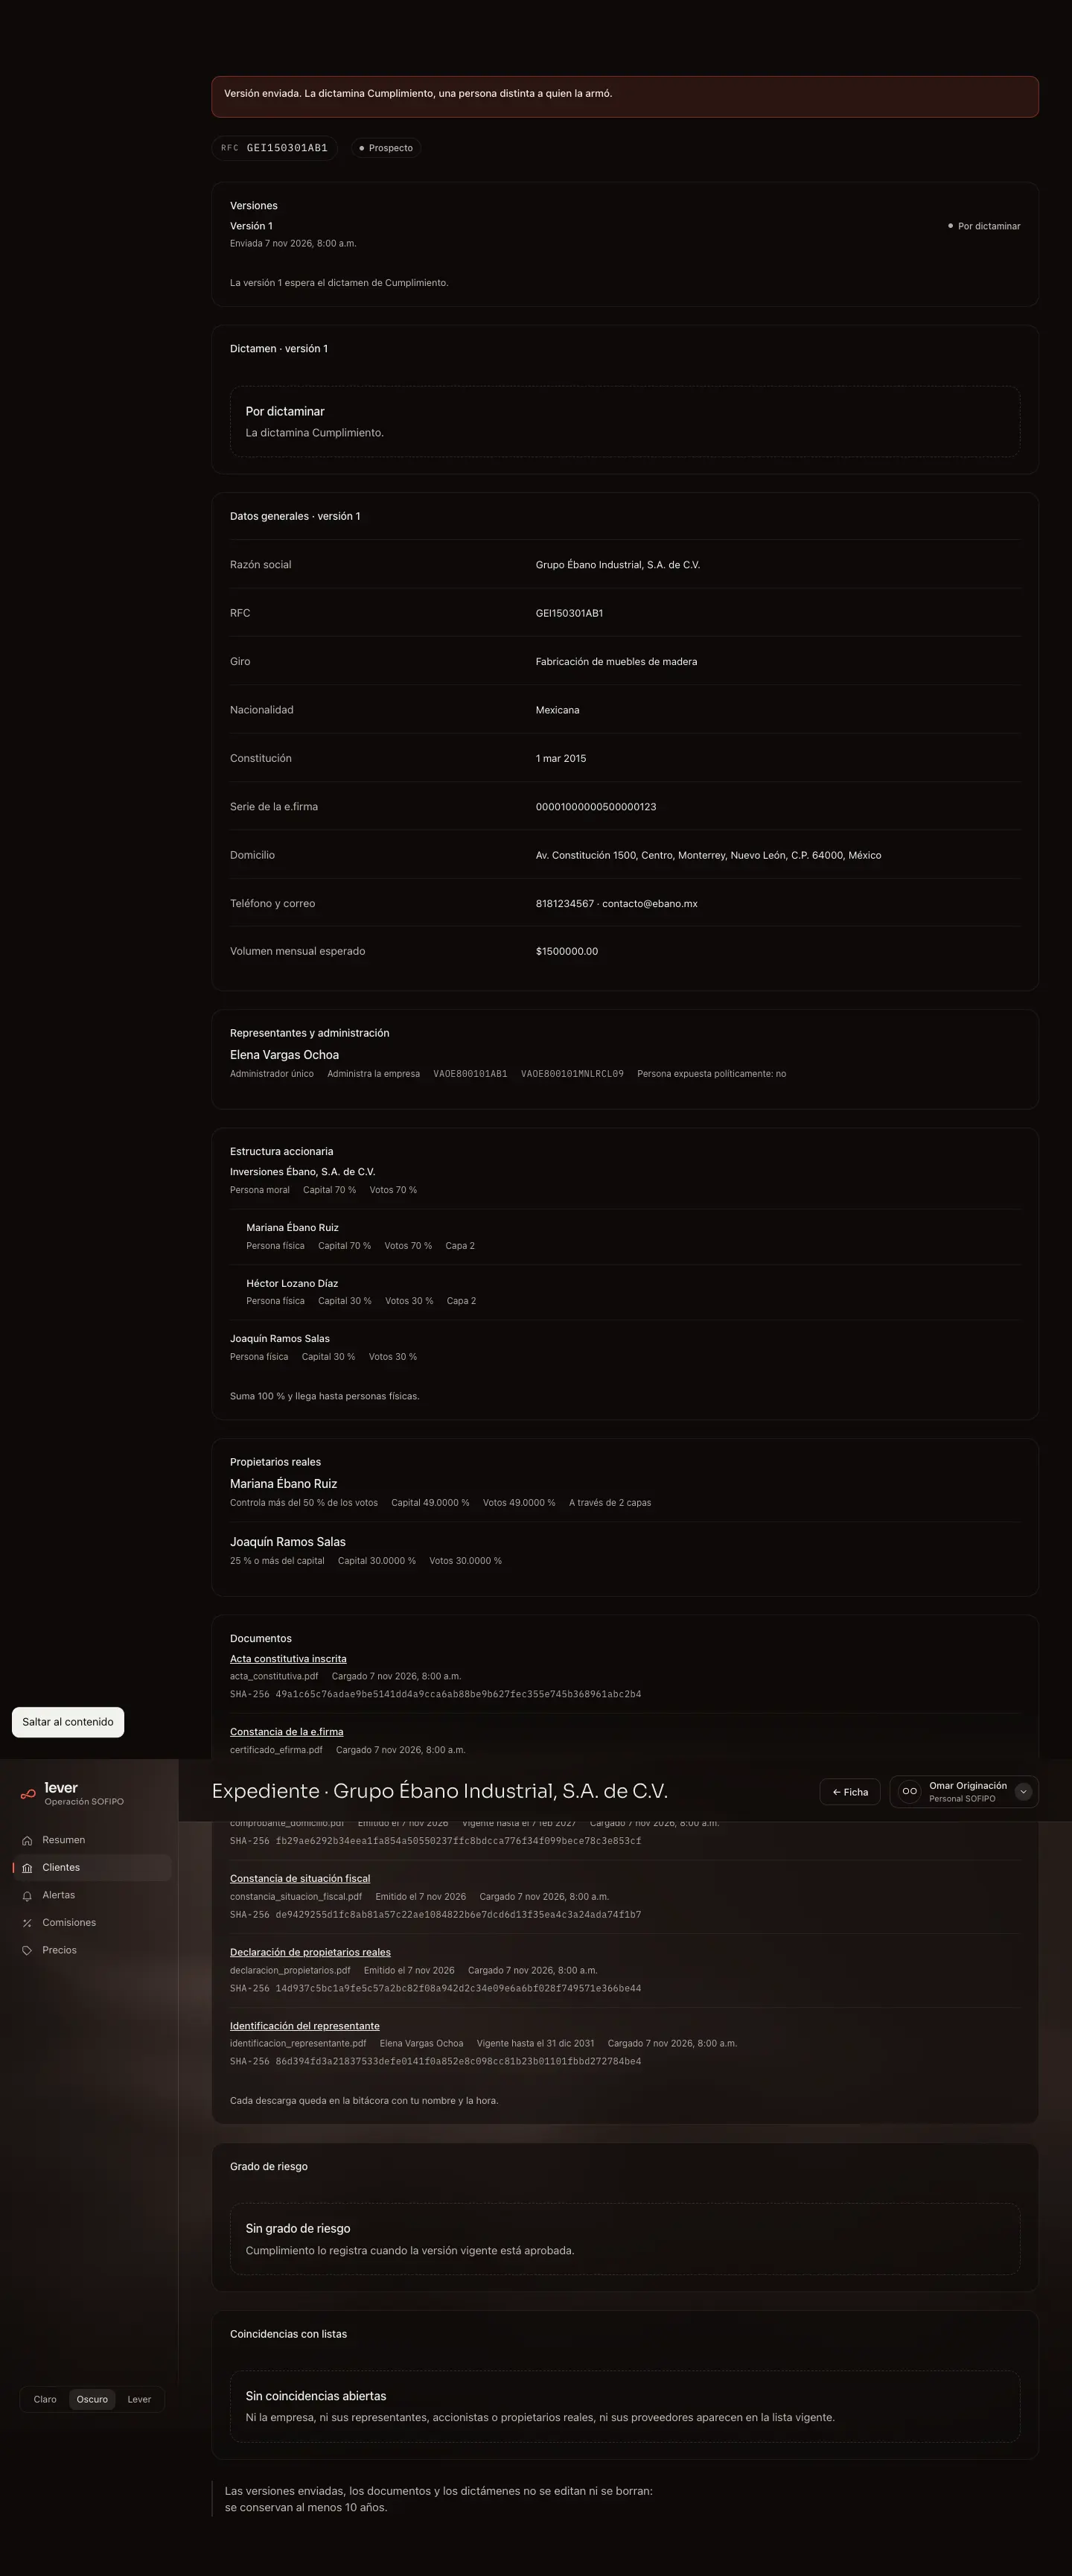 Versión enviada. La dictamina Cumplimiento, una persona distinta a quien la armó.
RFC GEI150301AB1
Prospecto
Versiones
Versión 1
Por dictaminar
Enviada 7 nov 2026, 8:00 a.m.
La versión 1 espera el dictamen de Cumplimiento.
Dictamen · versión 1
Por dictaminar
La dictamina Cumplimiento.
Datos generales · versión 1
Razón social Grupo Ébano Industrial, S.A. de C.V.
RFC GEI150301AB1
Giro Fabricación de muebles de madera
Nacionalidad Mexicana
Constitución 1 mar 2015
Serie de la e.firma 00001000000500000123
Domicilio Av. Constitución 1500, Centro, Monterrey, Nuevo León, C.P. 64000, México
Teléfono y correo 8181234567 · contacto@ebano.mx
Volumen mensual esperado $1500000.00
Representantes y administración
Elena Vargas Ochoa
Administrador único Administra la empresa VAOE800101AB1 VAOE800101MNLRCL09 Persona expuesta políticamente: no
Estructura accionaria
Inversiones Ébano, S.A. de C.V.
Persona moral Capital 70 % Votos 70 %
Mariana Ébano Ruiz
Persona física Capital 70 % Votos 70 % Capa 2
Héctor Lozano Díaz
Persona física Capital 30 % Votos 30 % Capa 2
Joaquín Ramos Salas
Persona física Capital 30 % Votos 30 %
Suma 100 % y llega hasta personas físicas.
Propietarios reales
Mariana Ébano Ruiz
Controla más del 50 % de los votos Capital 49.0000 % Votos 49.0000 % A través de 2 capas
Joaquín Ramos Salas
25 % o más del capital Capital 30.0000 % Votos 30.0000 %
Documentos
Acta constitutiva inscrita
acta_constitutiva.pdf Cargado 7 nov 2026, 8:00 a.m.
SHA-256 49a1c65c76adae9be5141dd4a9cca6ab88be9b627fec355e745b368961abc2b4
Saltar al contenido
Constancia de la e.firma
certificado_efirma.pdf Cargado 7 nov 2026, 8:00 a.m.
lever
Operación SOFIPO
Expediente · Grupo Ébano Industrial, S.A. de C.V.
← Ficha
OO
Omar Originación
Personal SOFIPO
comprobante_domicilio.pdf Emitido el 7 nov 2026 Vigente hasta el 7 feb 2027 Cargado 7 nov 2026, 8:00 a.m.
SHA-256 fb29ae6292b34eea1fa854a50550237ffc8bdcca776f34f099bece78c3e853cf
Resumen
Clientes
Alertas
Comisiones
Precios
Constancia de situación fiscal
constancia_situacion_fiscal.pdf Emitido el 7 nov 2026 Cargado 7 nov 2026, 8:00 a.m.
SHA-256 de9429255d1fc8ab81a57c22ae1084822b6e7dcd6d13f35ea4c3a24ada74f1b7
Declaración de propietarios reales
declaracion_propietarios.pdf Emitido el 7 nov 2026 Cargado 7 nov 2026, 8:00 a.m.
SHA-256 14d937c5bc1a9fe5c57a2bc82f08a942d2c34e09e6a6bf028f749571e366be44
Identificación del representante
identificacion_representante.pdf Elena Vargas Ochoa Vigente hasta el 31 dic 2031 Cargado 7 nov 2026, 8:00 a.m.
SHA-256 86d394fd3a21837533defe0141f0a852e8c098cc81b23b01101fbbd272784be4
Cada descarga queda en la bitácora con tu nombre y la hora.
Grado de riesgo
Sin grado de riesgo
Cumplimiento lo registra cuando la versión vigente está aprobada.
Coincidencias con listas
Sin coincidencias abiertas
Ni la empresa, ni sus representantes, accionistas o propietarios reales, ni sus proveedores aparecen en la lista vigente.
Claro Oscuro Lever
Las versiones enviadas, los documentos y los dictámenes no se editan ni se borran:
se conservan al menos 10 años.